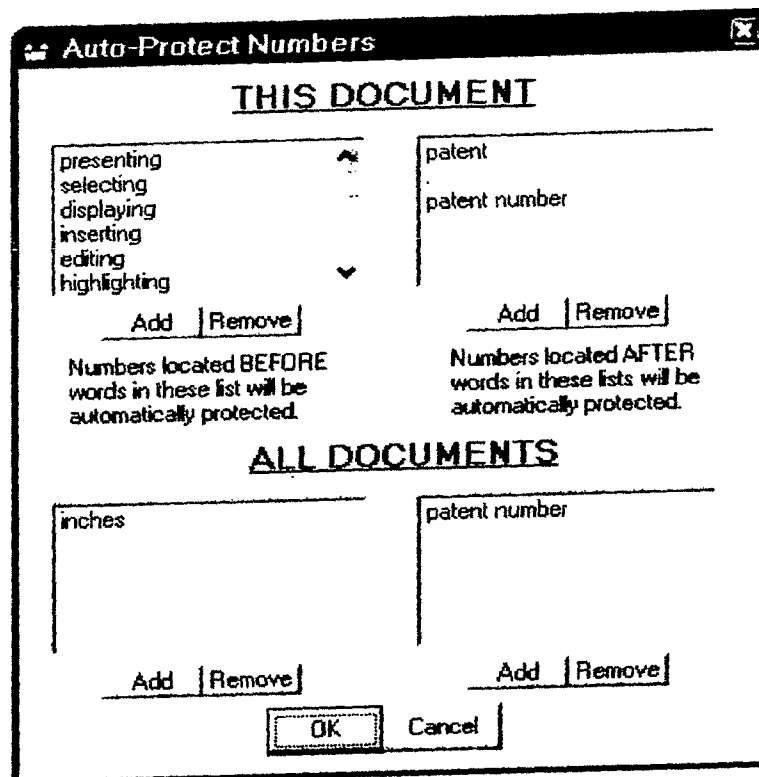 Auto-Protect Numbers
THIS DOCUMENT
presenting
selecting
displaying
inserting
editing
highlighting
patent
patent number
Add Remove
Add Remove
Numbers located BEFORE
words in these list will be
automatically protected.
Numbers located AFTER
words in these lists will be
automatically protected.
ALL DOCUMENTS
inches
patent number
Add Remove
Add Remove
OK Cancel